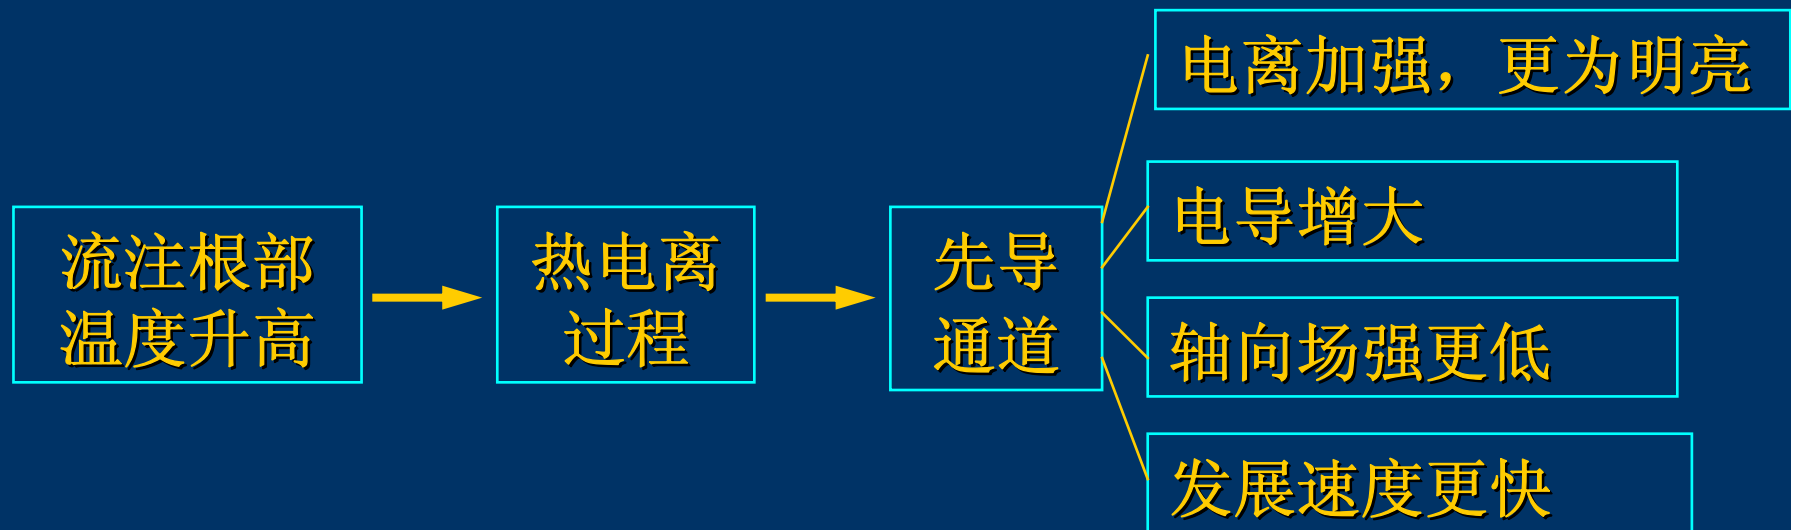 流注根部
温度升高
热电离
过程
先导
通道
电离加强，更为明亮
电导增大
轴向场强更低
发展速度更快